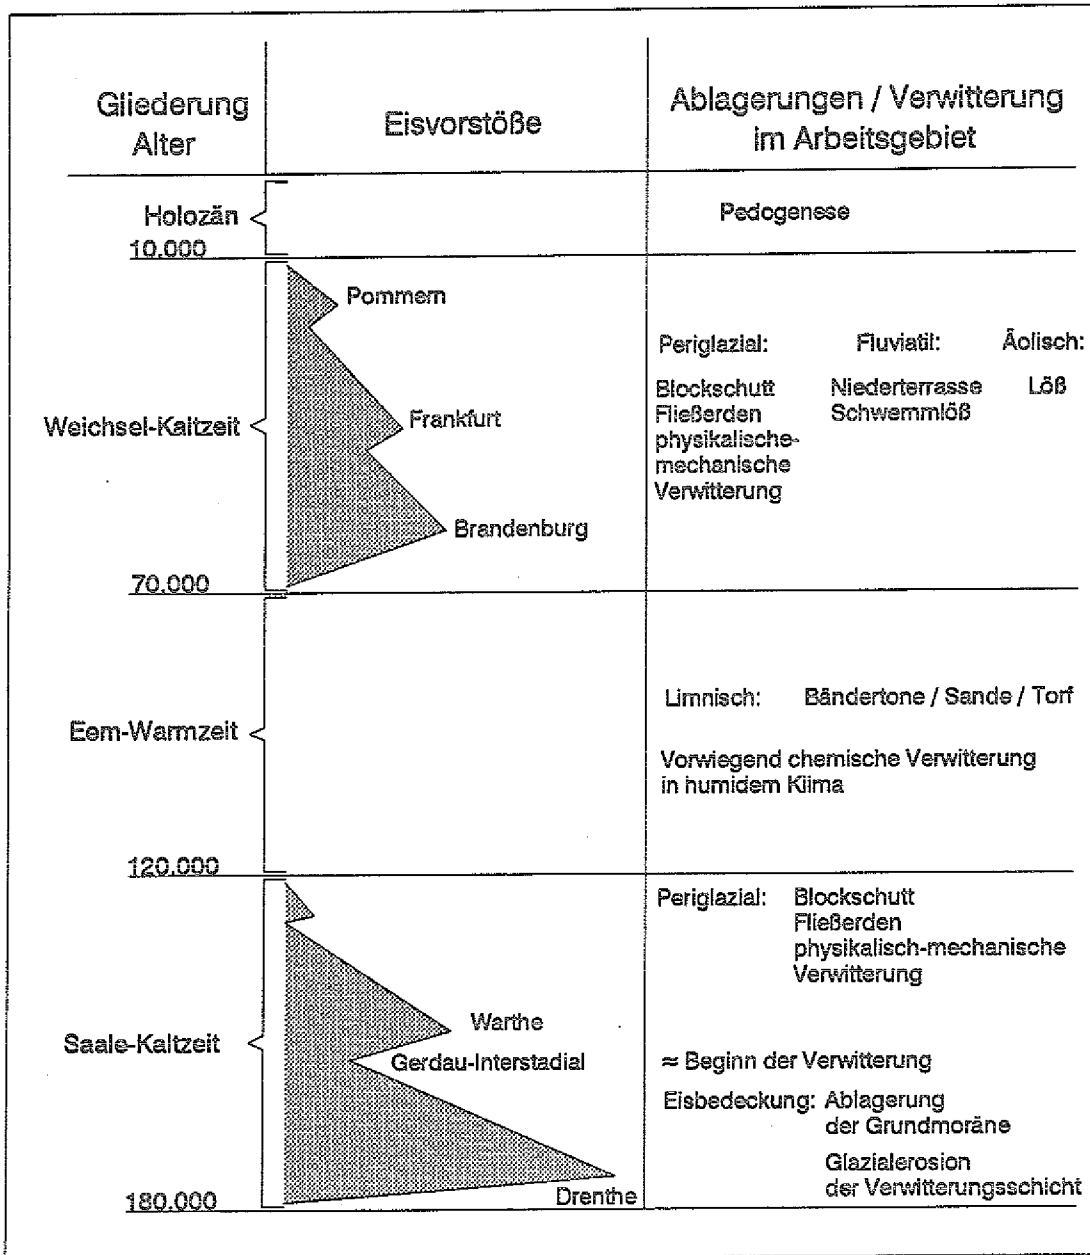 Gliederung
Alter
Eisvorstöße
Ablagerungen / Verwitterung
im Arbeitsgebiet
Holozän
Pedogenese
10.000
Pommern
Weichsel-Kaltzeit
Frankfurt
Brandenburg
Periglazial:
Blockschutt
Fließerden
physikalische-
mechanische
Verwitterung
Fluviatil:
Niederterrasse
Schwemmlöß
Äolisch:
Löß
70.000
Eem-Warmzeit
Limnisch: Bändertone / Sande / Torf
Vorwiegend chemische Verwitterung
in humidem Klima
120.000
Saale-Kaltzeit
Warthe
Gerdau-Interstadial
Drenthe
Periglazial: Blockschutt
Fließerden
physikalisch-mechanische
Verwitterung
≈ Beginn der Verwitterung
Eisbedeckung: Ablagerung
der Grundmoräne
Glazialerosion
der Verwitterungsschicht
180.000